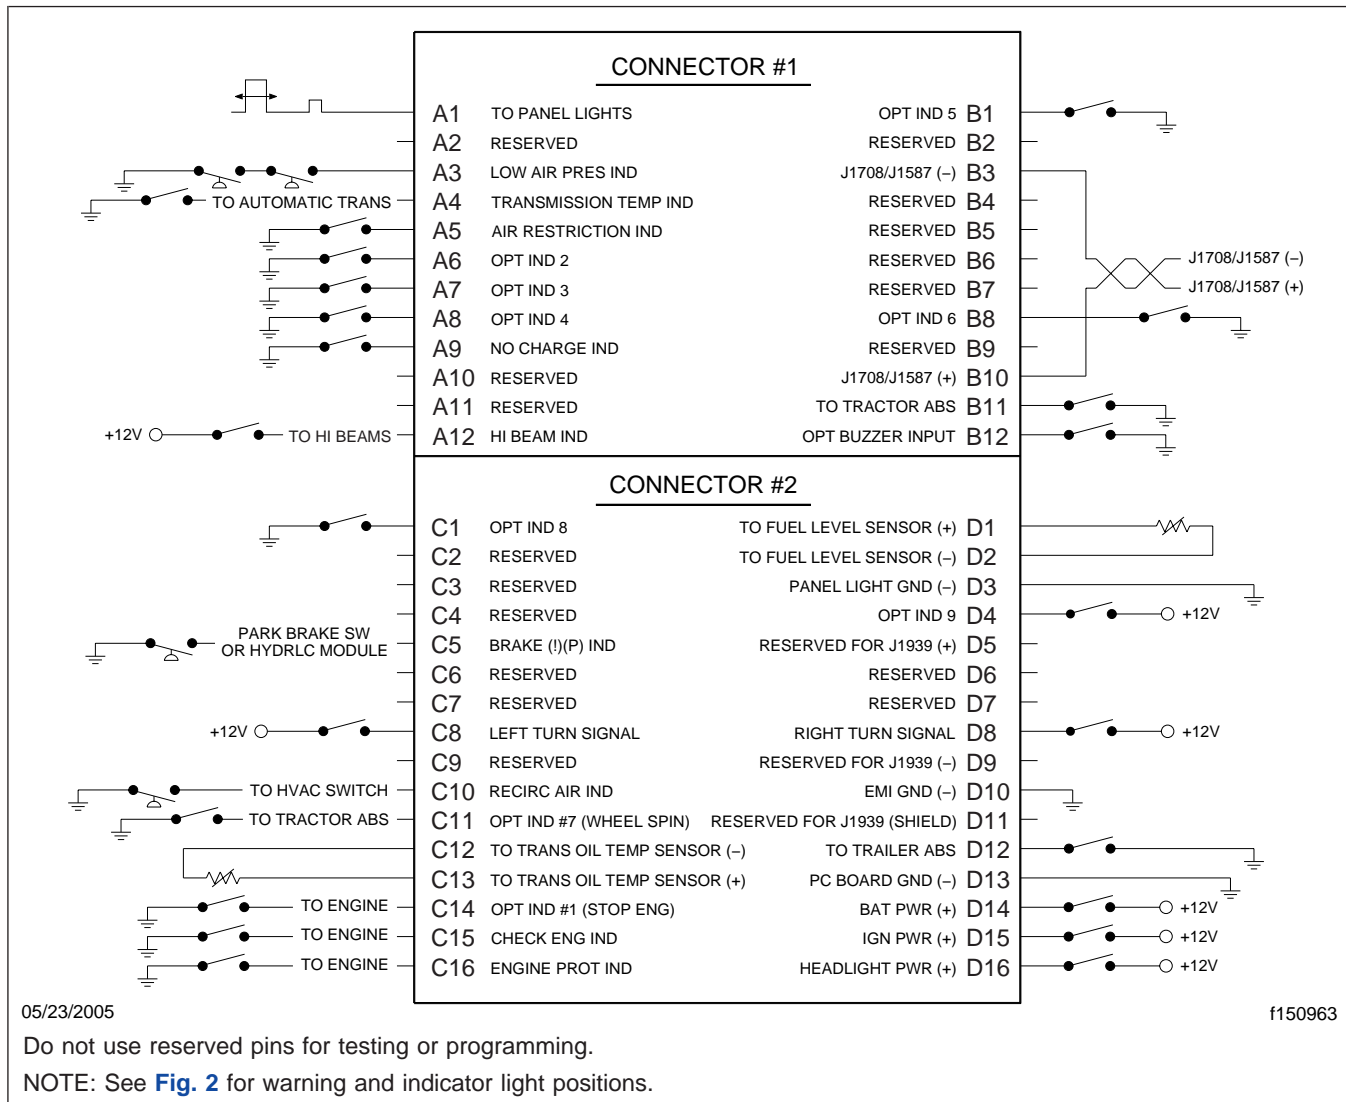 CONNECTOR #1
A1 TO PANEL LIGHTS OPT IND 5 B1
A2 RESERVED RESERVED B2
A3 LOW AIR PRES IND J1708/J1587 (–) B3
TO AUTOMATIC TRANS A4 TRANSMISSION TEMP IND RESERVED B4
A5 AIR RESTRICTION IND RESERVED B5
A6 OPT IND 2 RESERVED B6 J1708/J1587 (–)
A7 OPT IND 3 RESERVED B7 J1708/J1587 (+)
A8 OPT IND 4 OPT IND 6 B8
A9 NO CHARGE IND RESERVED B9
A10 RESERVED J1708/J1587 (+) B10
A11 RESERVED TO TRACTOR ABS B11
+12V TO HI BEAMS A12 HI BEAM IND OPT BUZZER INPUT B12
CONNECTOR #2
C1 OPT IND 8 TO FUEL LEVEL SENSOR (+) D1
C2 RESERVED TO FUEL LEVEL SENSOR (–) D2
C3 RESERVED PANEL LIGHT GND (–) D3
C4 RESERVED OPT IND 9 D4 +12V
PARK BRAKE SW
OR HYDRLC MODULE C5 BRAKE (!)(P) IND RESERVED FOR J1939 (+) D5
C6 RESERVED RESERVED D6
C7 RESERVED RESERVED D7
+12V C8 LEFT TURN SIGNAL RIGHT TURN SIGNAL D8 +12V
C9 RESERVED RESERVED FOR J1939 (–) D9
TO HVAC SWITCH C10 RECIRC AIR IND EMI GND (–) D10
TO TRACTOR ABS C11 OPT IND #7 (WHEEL SPIN) RESERVED FOR J1939 (SHIELD) D11
C12 TO TRANS OIL TEMP SENSOR (–) TO TRAILER ABS D12
C13 TO TRANS OIL TEMP SENSOR (+) PC BOARD GND (–) D13
TO ENGINE C14 OPT IND #1 (STOP ENG) BAT PWR (+) D14 +12V
TO ENGINE C15 CHECK ENG IND IGN PWR (+) D15 +12V
TO ENGINE C16 ENGINE PROT IND HEADLIGHT PWR (+) D16 +12V
05/23/2005 f150963
Do not use reserved pins for testing or programming.
NOTE: See Fig. 2 for warning and indicator light positions.